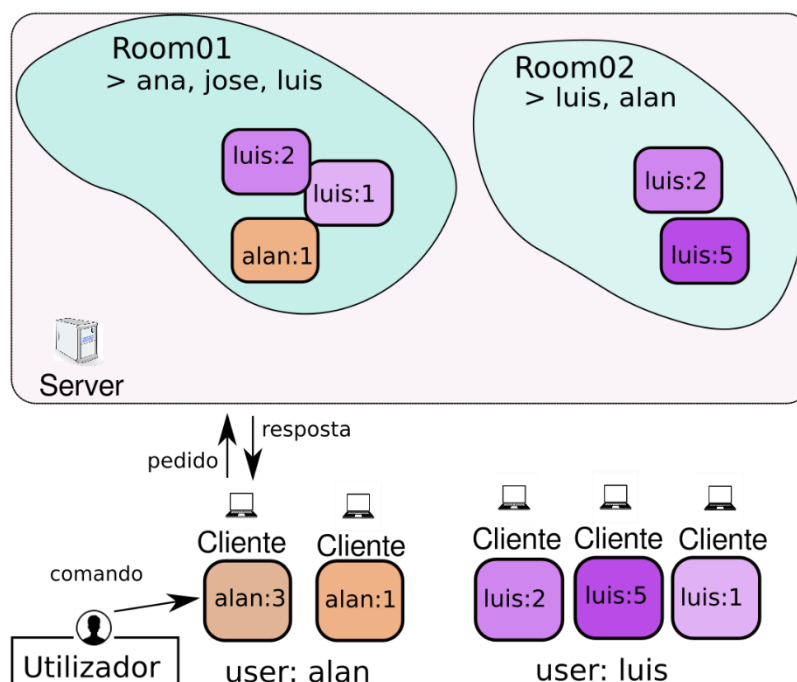 Room01
> ana, jose, luis
luis:2
luis:1
alan:1
Room02
> luis, alan
luis:2
luis:5
Server
pedido
resposta
comando
Utilizador
Cliente
alan:3
Cliente
alan:1
user: alan
Cliente
luis:2
Cliente
luis:5
Cliente
luis:1
user: luis